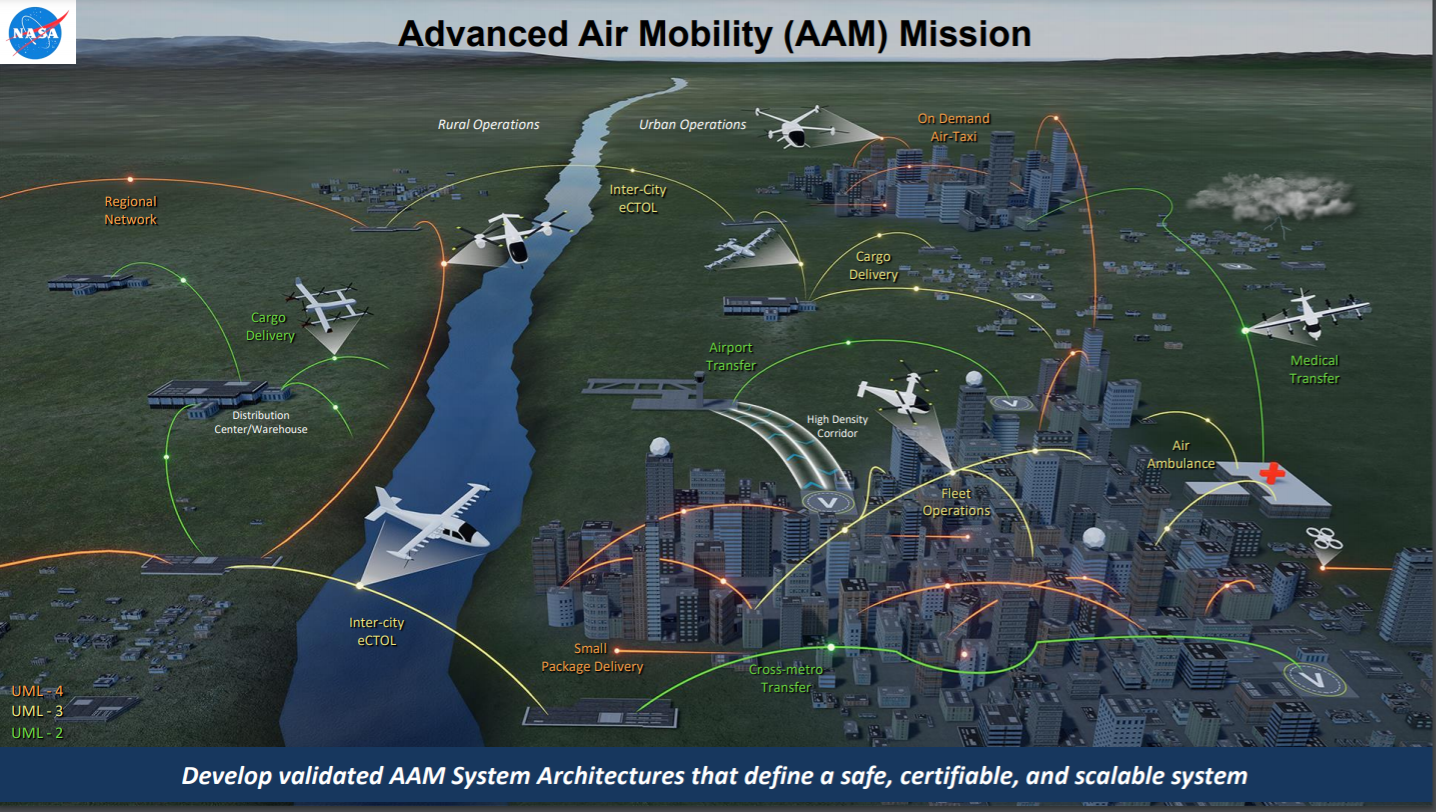 NASA
Advanced Air Mobility (AAM) Mission
Rural Operations
Urban Operations
On Demand
Air-Taxi
Regional
Network
Inter-City
eCTOL
Cargo
Delivery
Cargo
Delivery
Airport
Transfer
Medical
Transfer
Distribution
Center/Warehouse
High Density
Corridor
V
V
Air
Ambulance
Fleet
Operations
Inter-city
eCTOL
Small
Package Delivery
Cross-metro
Transfer
V
UML - 4
UML - 3
UML - 2
Develop validated AAM System Architectures that define a safe, certifiable, and scalable system